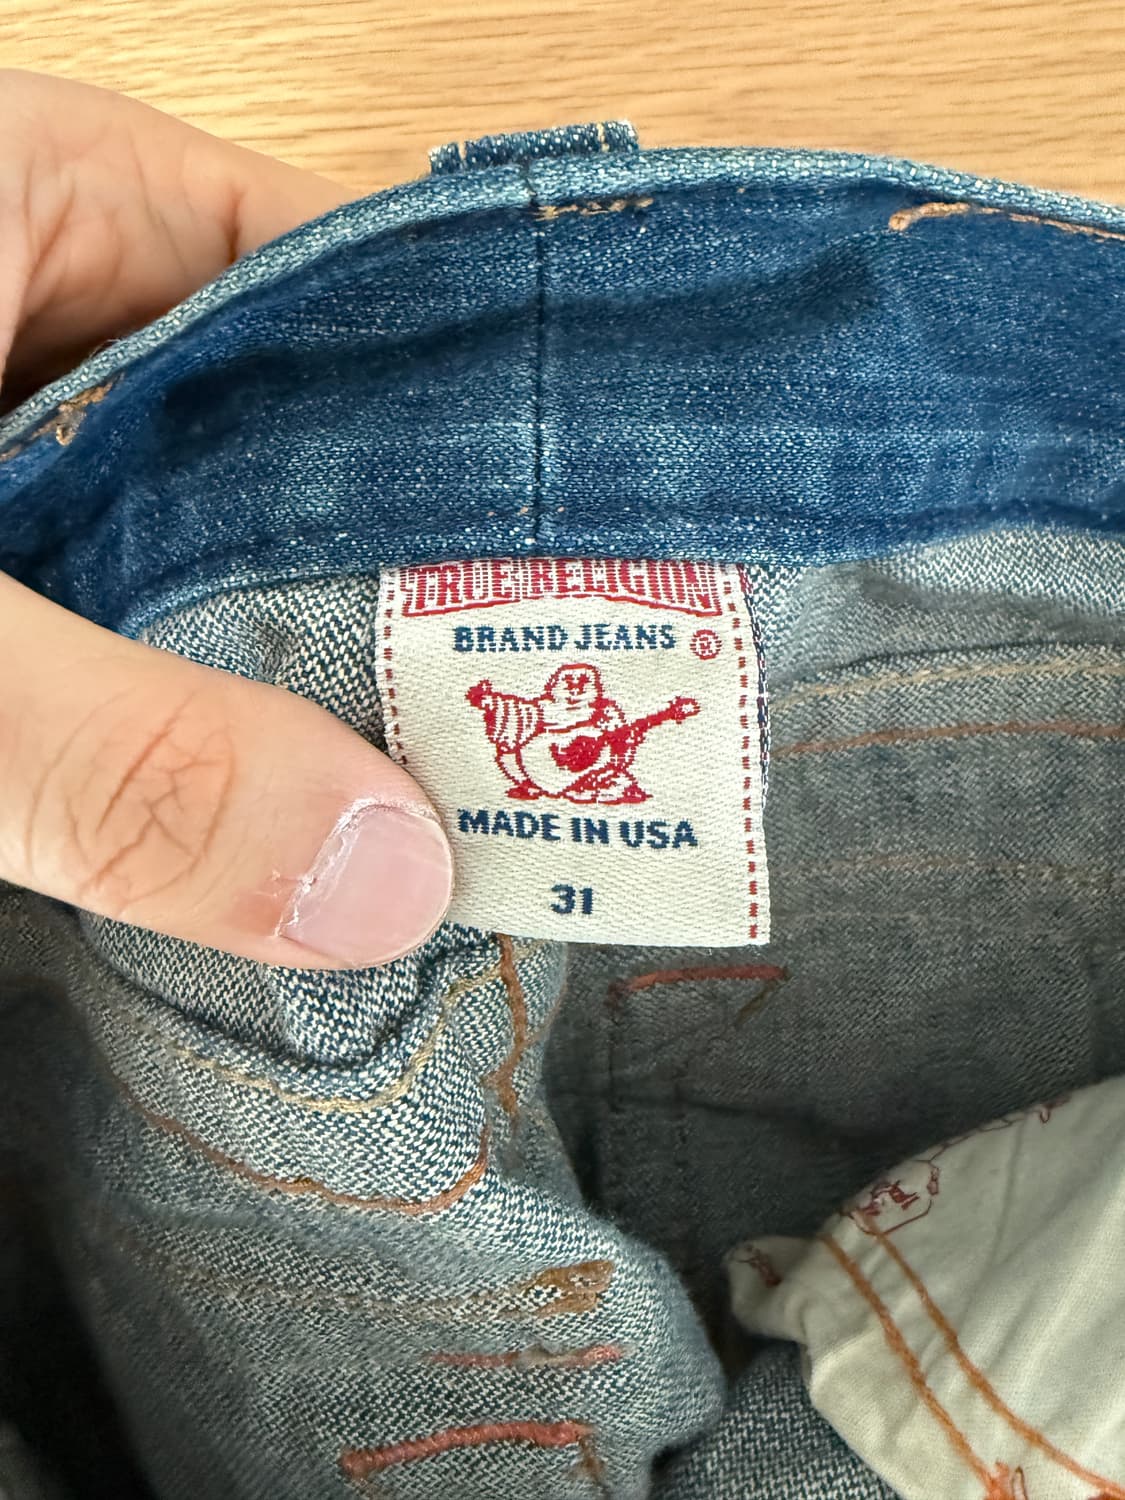 TRUE RELIGION
BRAND JEANS ®
MADE IN USA
31